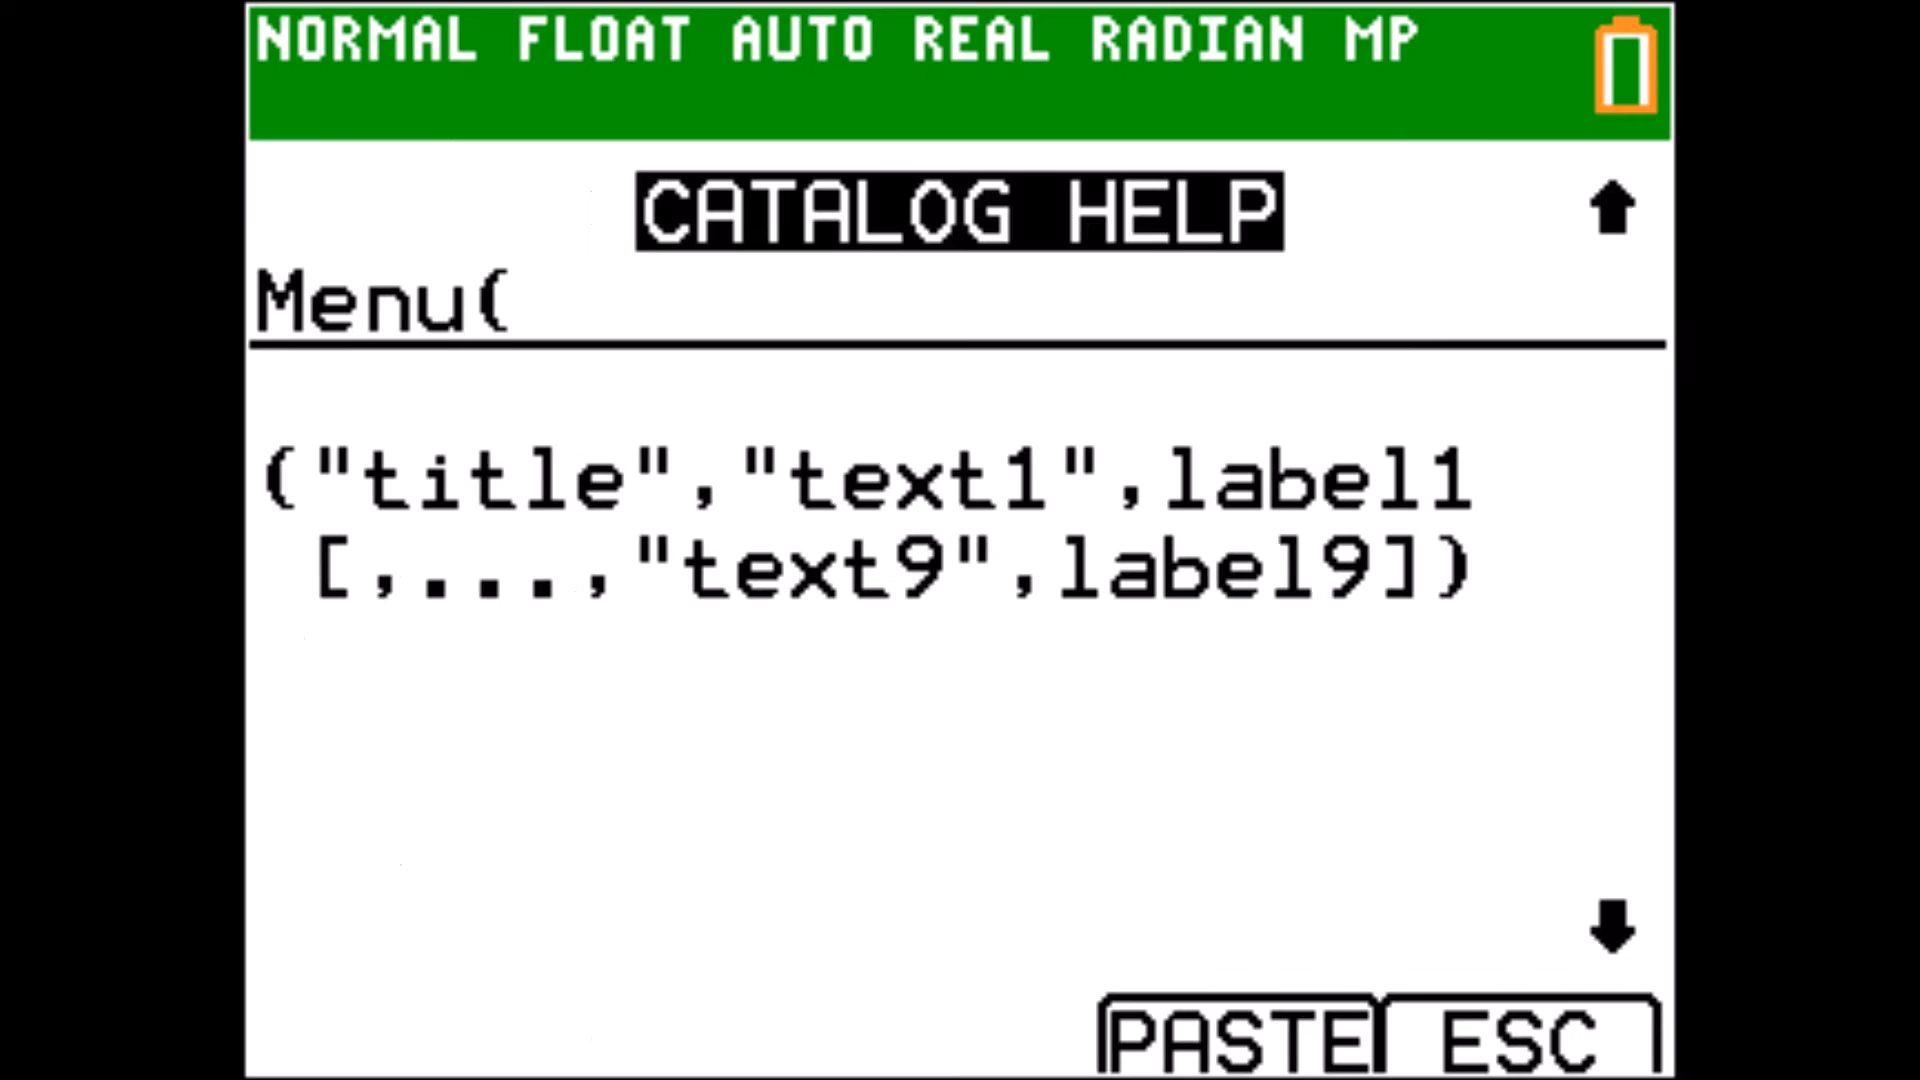 NORMAL FLOAT AUTO REAL RADIAN MP
CATALOG HELP
Menu(
("title","text1",label1
[,...,"text9",label9])
PASTE ESC